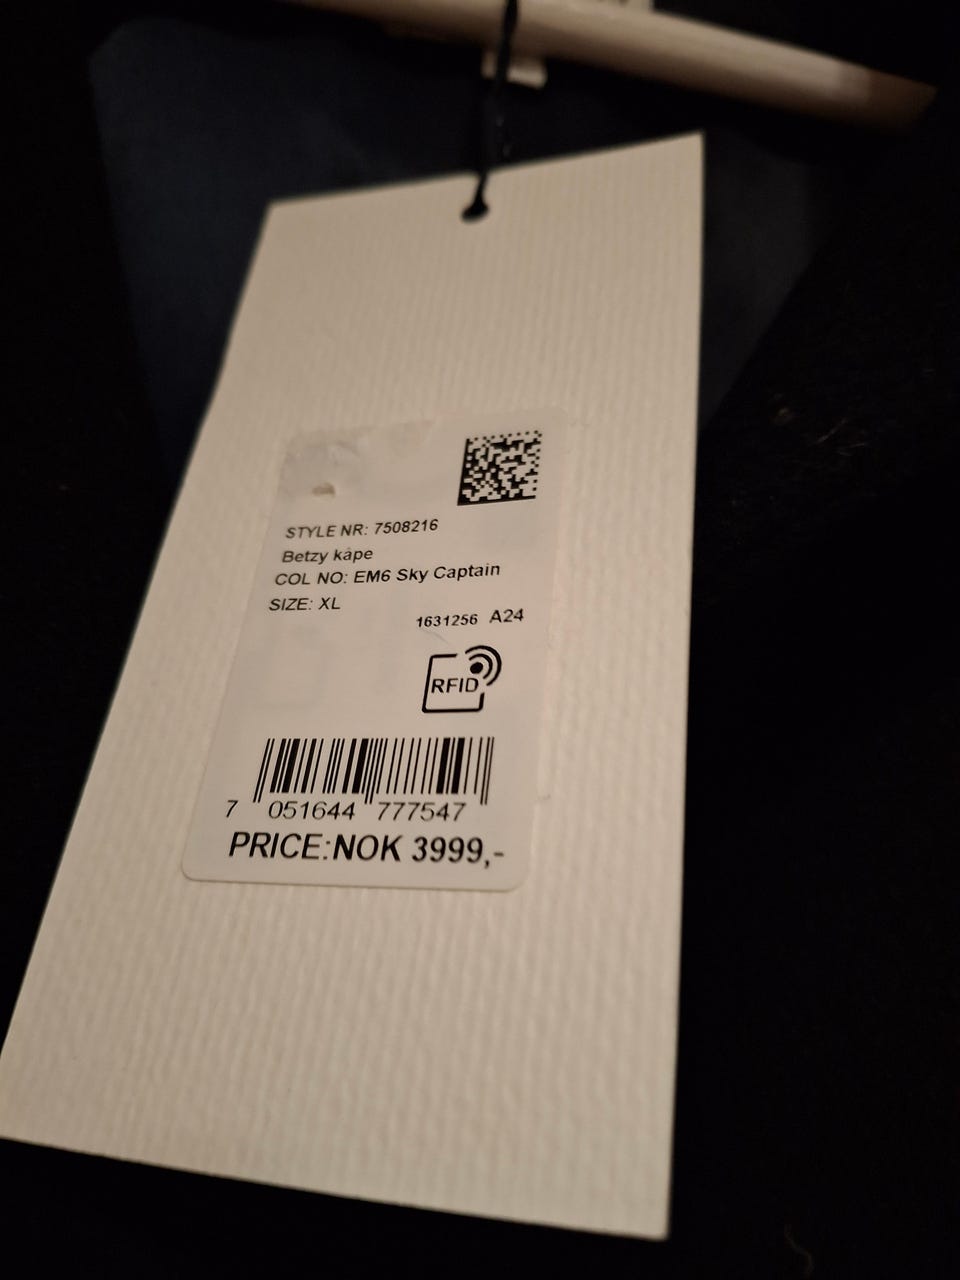 STYLE NR: 7508216
Betzy kåpe
COL NO: EM6 Sky Captain
SIZE: XL
1631256 A24
RFID
7 051644 777547
PRICE:NOK 3999,-